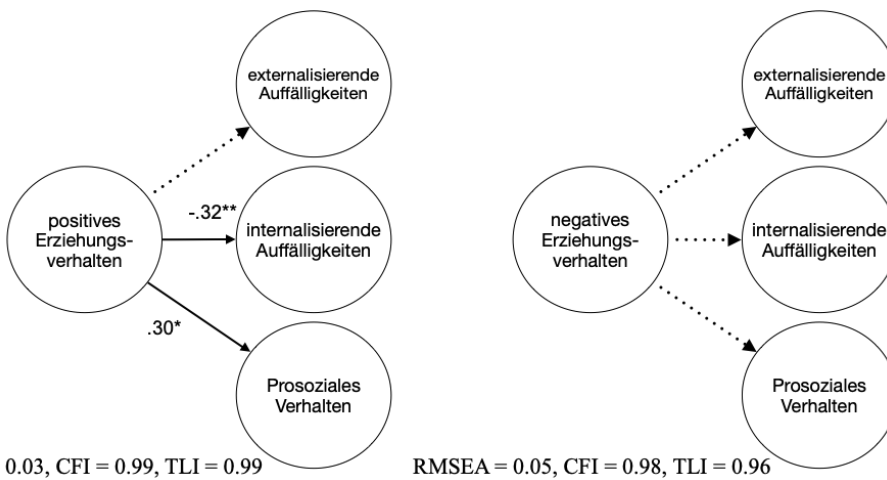 externalisierende
Auffälligkeiten
positives
Erziehungs-
verhalten
-.32**
internalisierende
Auffälligkeiten
.30*
Prosoziales
Verhalten
0.03, CFI = 0.99, TLI = 0.99
externalisierende
Auffälligkeiten
negatives
Erziehungs-
verhalten
internalisierende
Auffälligkeiten
Prosoziales
Verhalten
RMSEA = 0.05, CFI = 0.98, TLI = 0.96